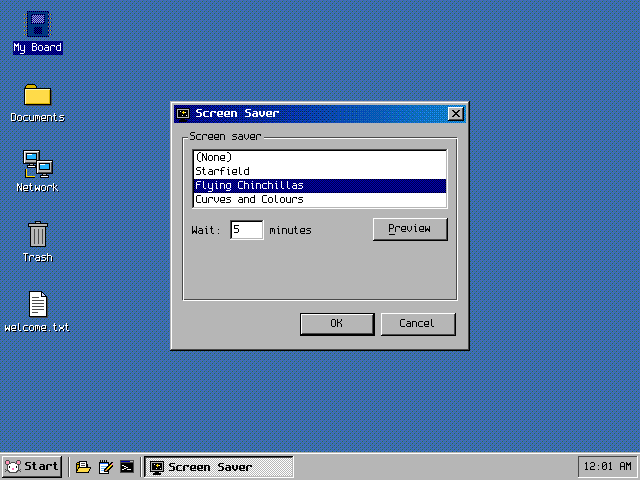 My Board
Documents
Network
Trash
welcome.txt
Screen Saver
Screen saver
(None)
Starfield
Flying Chinchillas
Curves and Colours
Wait: 5 minutes
Preview
OK
Cancel
Start
Screen Saver
12:01 AM